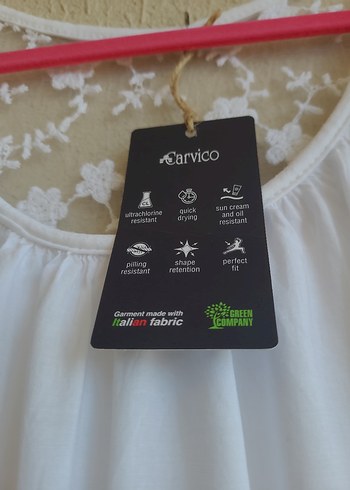 Carvico
ultrachlorine
resistant
quick
drying
sun cream
and oil
resistant
pilling
resistant
shape
retention
perfect
fit
Garment made with
Italian fabric
GREEN
COMPANY